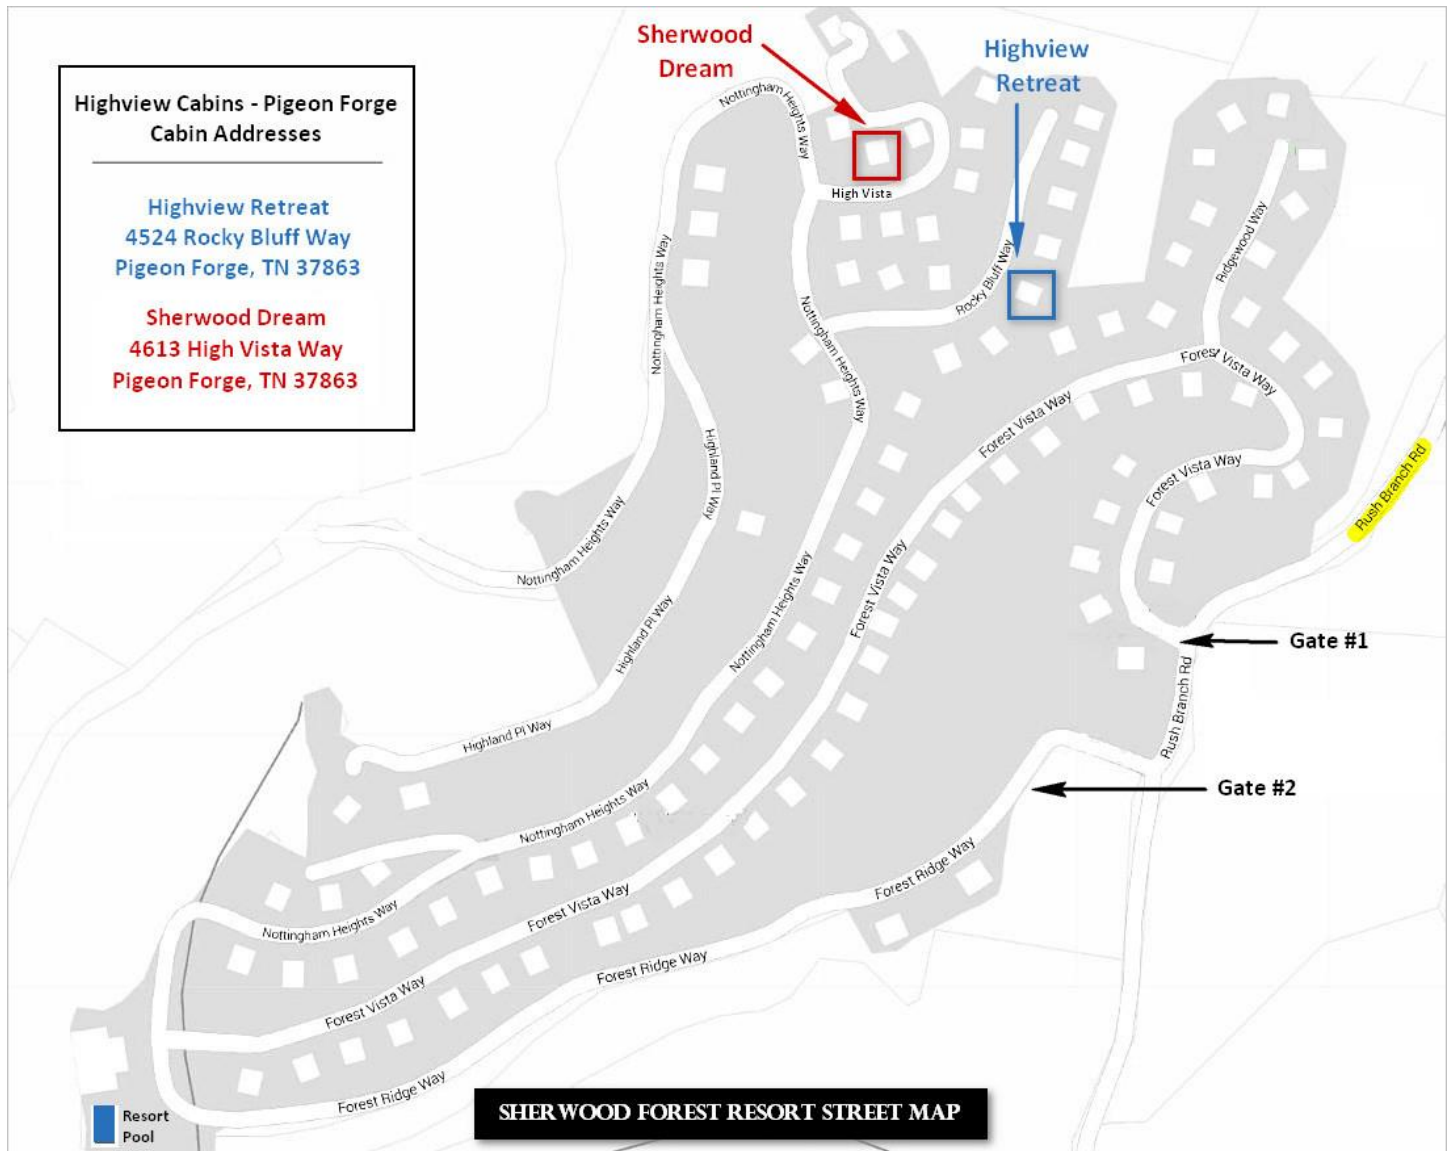 Sherwood
Dream
Highview
Retreat
Highview Cabins - Pigeon Forge
Cabin Addresses
Highview Retreat
4524 Rocky Bluff Way
Pigeon Forge, TN 37863
Sherwood Dream
4613 High Vista Way
Pigeon Forge, TN 37863
Nottingham Heights Way
Nottingham Heights Way
High Vista
Nottingham Heights Way
Rocky Bluff Way
Ridgewood Way
Nottingham Heights Way
Forest Vista Way
Forest Vista Way
Highland Pl Way
Forest Vista Way
Rush Branch Rd
Nottingham Heights Way
Forest Vista Way
Nottingham Heights Way
Highland Pl Way
Gate #1
Rush Branch Rd
Highland Pl Way
Gate #2
Nottingham Heights Way
Forest Ridge Way
Forest Vista Way
Nottingham Heights Way
Forest Ridge Way
Forest Vista Way
Forest Ridge Way
SHERWOOD FOREST RESORT STREET MAP
Resort
Pool